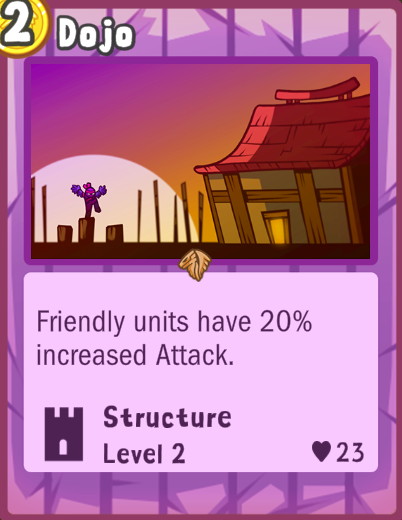 2 Dojo
Friendly units have 20%
increased Attack.
Structure
Level 2
23